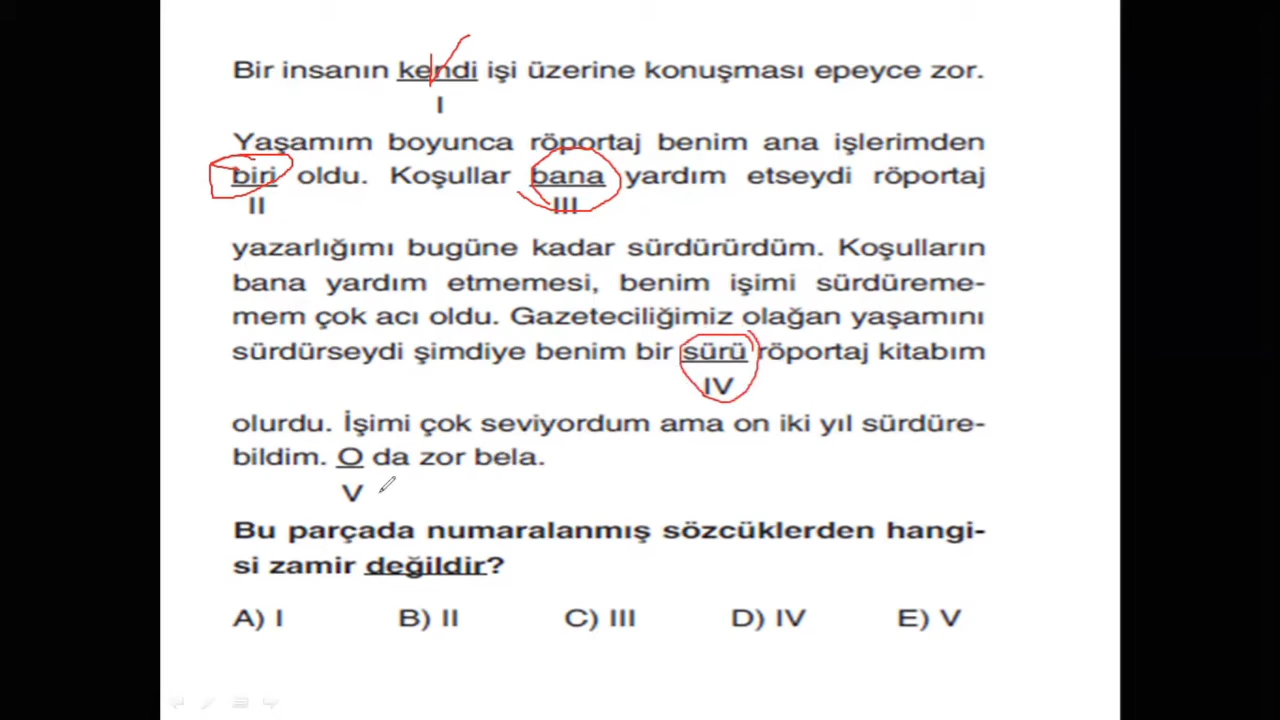 Bir insanın kendi işi üzerine konuşması epeyce zor.
I
Yaşamım boyunca röportaj benim ana işlerimden
biri oldu. Koşullar bana yardım etseydi röportaj
II III
yazarlığımı bugüne kadar sürdürürdüm. Koşulların
bana yardım etmemesi, benim işimi sürdüreme-
mem çok acı oldu. Gazeteciliğimiz olağan yaşamını
sürdürseydi şimdiye benim bir sürü röportaj kitabım
IV
olurdu. İşimi çok seviyordum ama on iki yıl sürdüre-
bildim. O da zor bela.
V
Bu parçada numaralanmış sözcüklerden hangi-
si zamir değildir?
A) I B) II C) III D) IV E) V